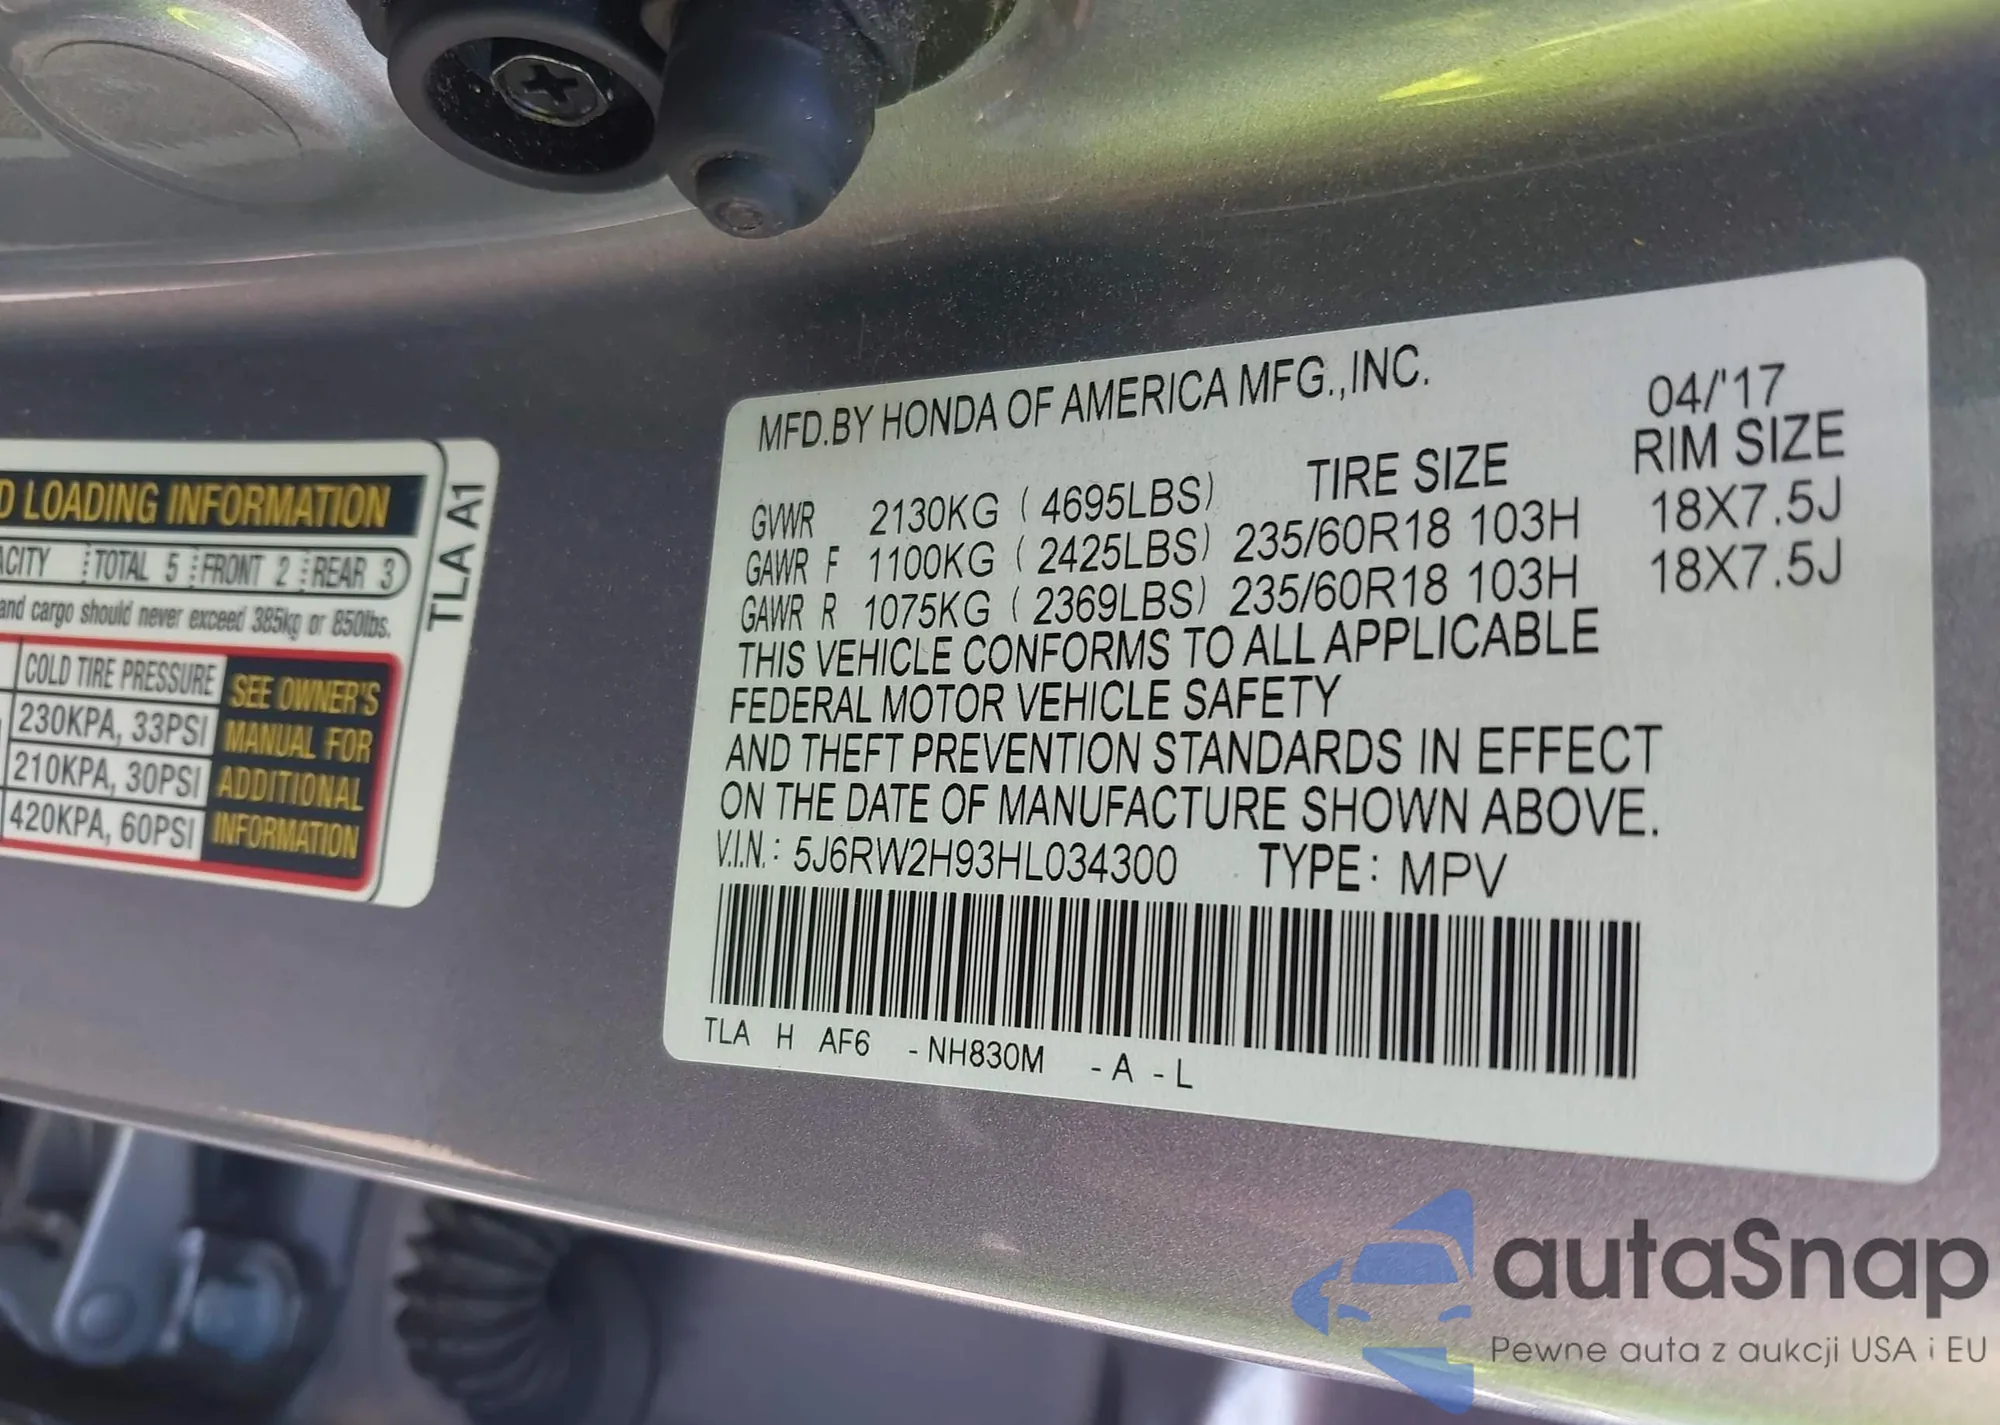 D LOADING INFORMATION
ACITY TOTAL 5 FRONT 2 REAR 3
and cargo should never exceed 385kg or 850lbs.
COLD TIRE PRESSURE
230KPA, 33PSI
210KPA, 30PSI
420KPA, 60PSI
SEE OWNER'S
MANUAL FOR
ADDITIONAL
INFORMATION
TLA A1
MFD.BY HONDA OF AMERICA MFG.,INC. 04/'17
TIRE SIZE RIM SIZE
GVWR 2130KG ( 4695LBS)
GAWR F 1100KG ( 2425LBS) 235/60R18 103H 18X7.5J
GAWR R 1075KG ( 2369LBS) 235/60R18 103H 18X7.5J
THIS VEHICLE CONFORMS TO ALL APPLICABLE
FEDERAL MOTOR VEHICLE SAFETY
AND THEFT PREVENTION STANDARDS IN EFFECT
ON THE DATE OF MANUFACTURE SHOWN ABOVE.
V.I.N.: 5J6RW2H93HL034300 TYPE: MPV
TLA H AF6 -NH830M -A -L
autaSnap
Pewne auta z aukcji USA i EU